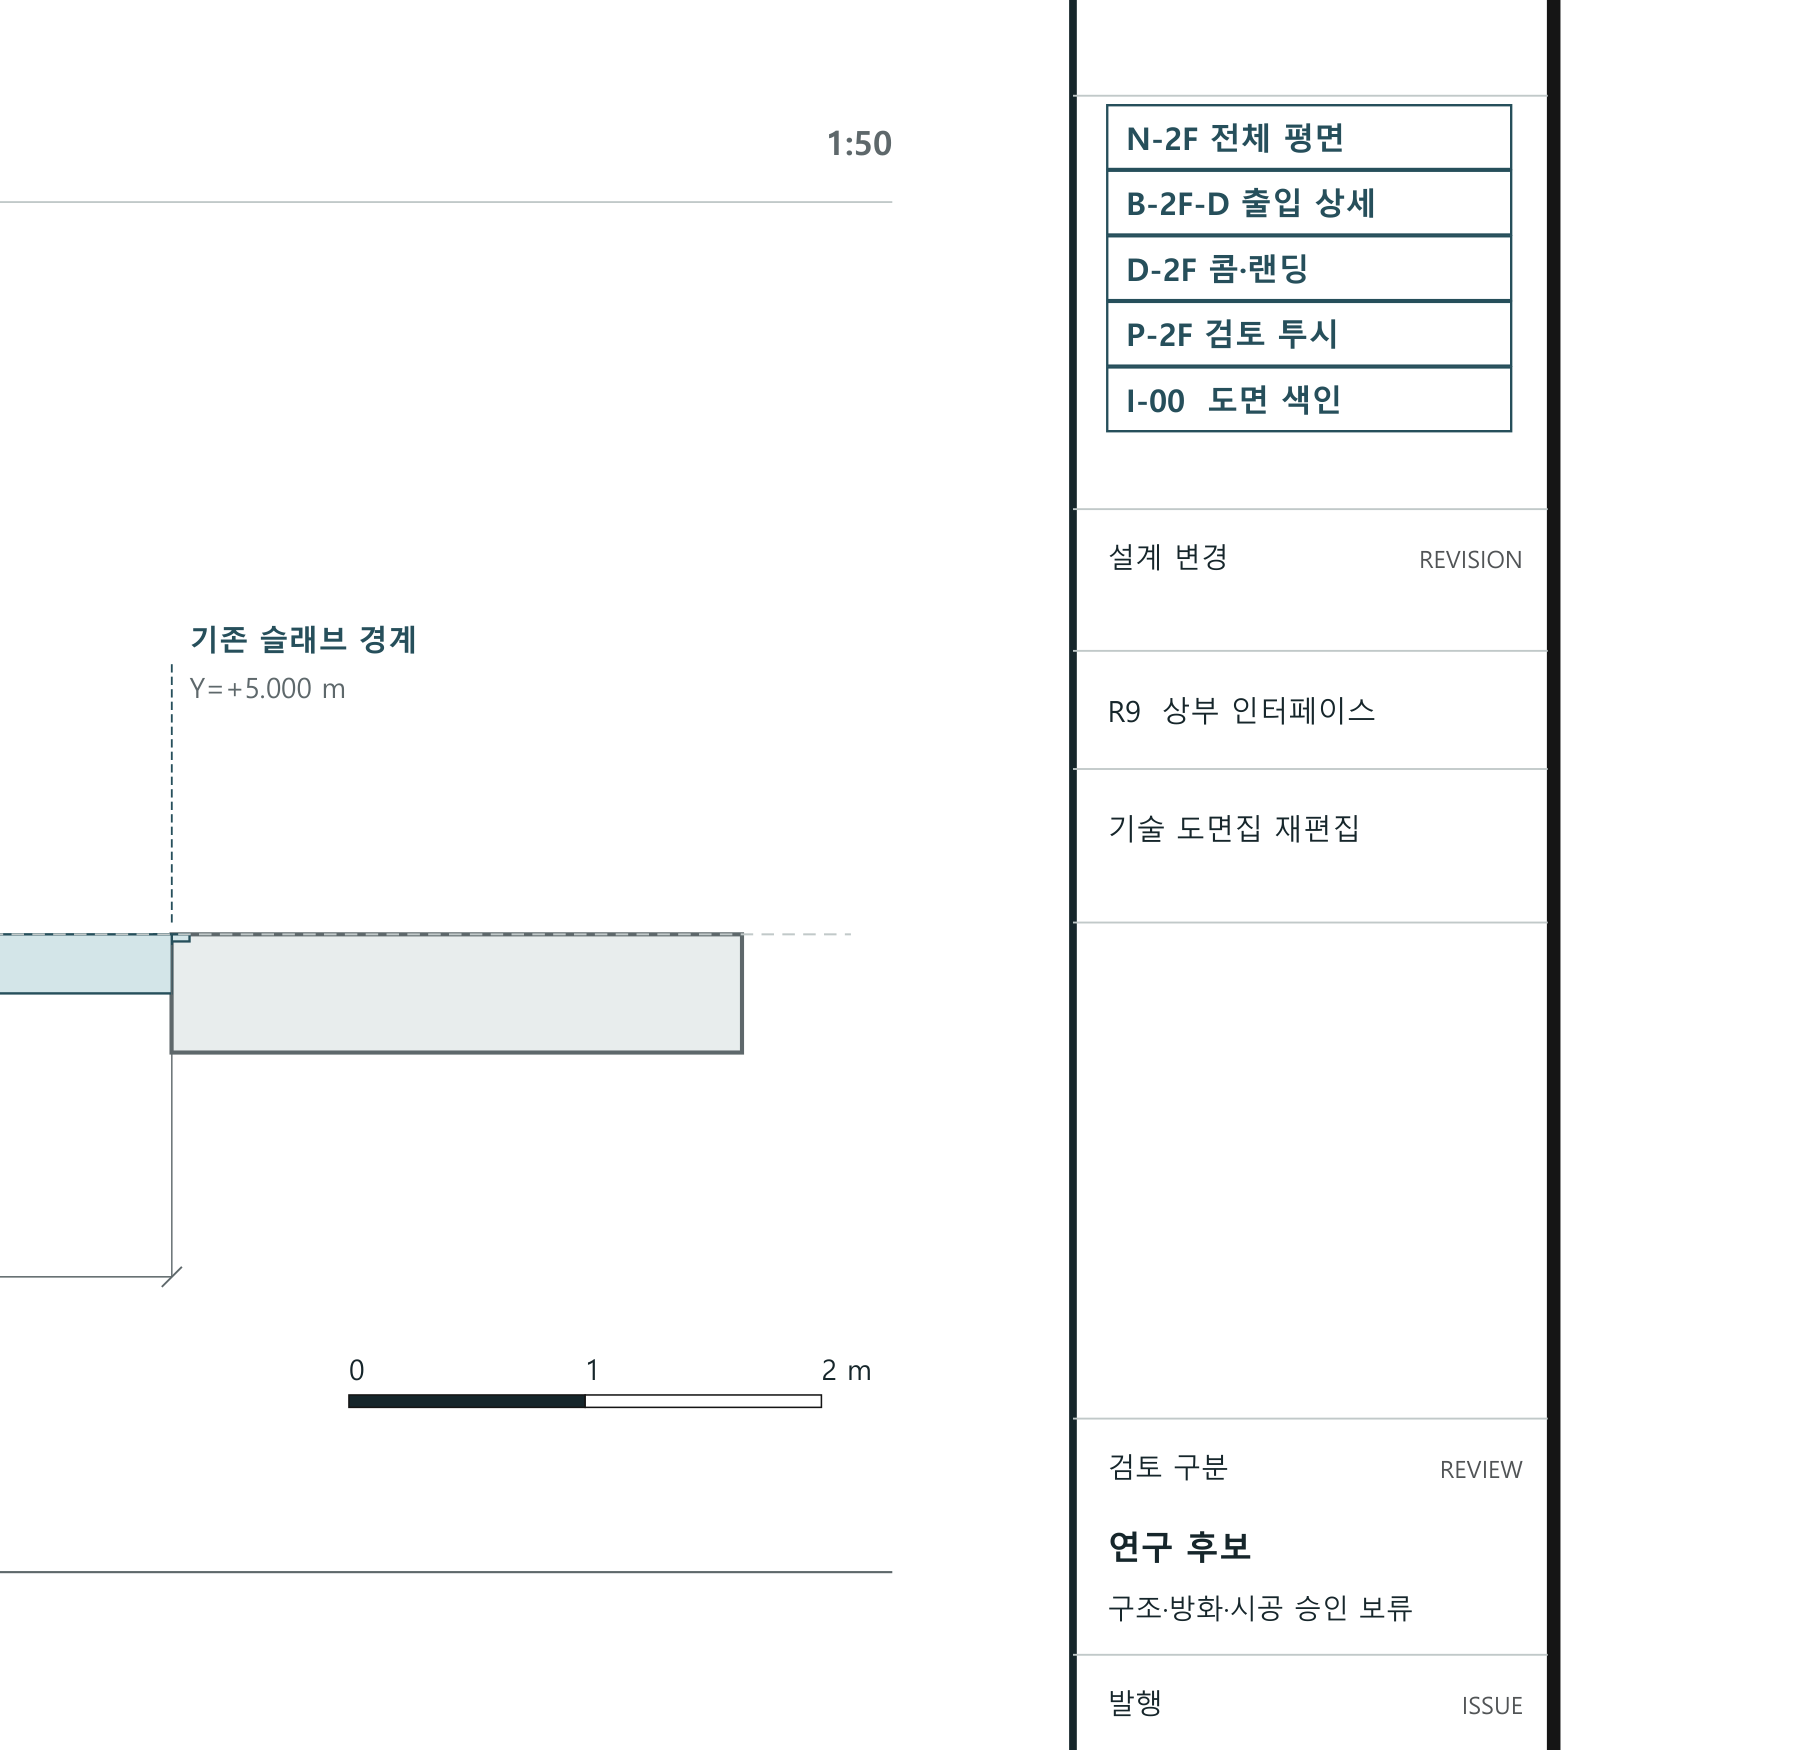 1:50
기존 슬래브 경계
Y=+5.000 m
0 1 2 m
N-2F 전체 평면
B-2F-D 출입 상세
D-2F 콤·랜딩
P-2F 검토 투시
I-00 도면 색인
설계 변경 REVISION
R9 상부 인터페이스
기술 도면집 재편집
검토 구분 REVIEW
연구 후보
구조·방화·시공 승인 보류
발행 ISSUE